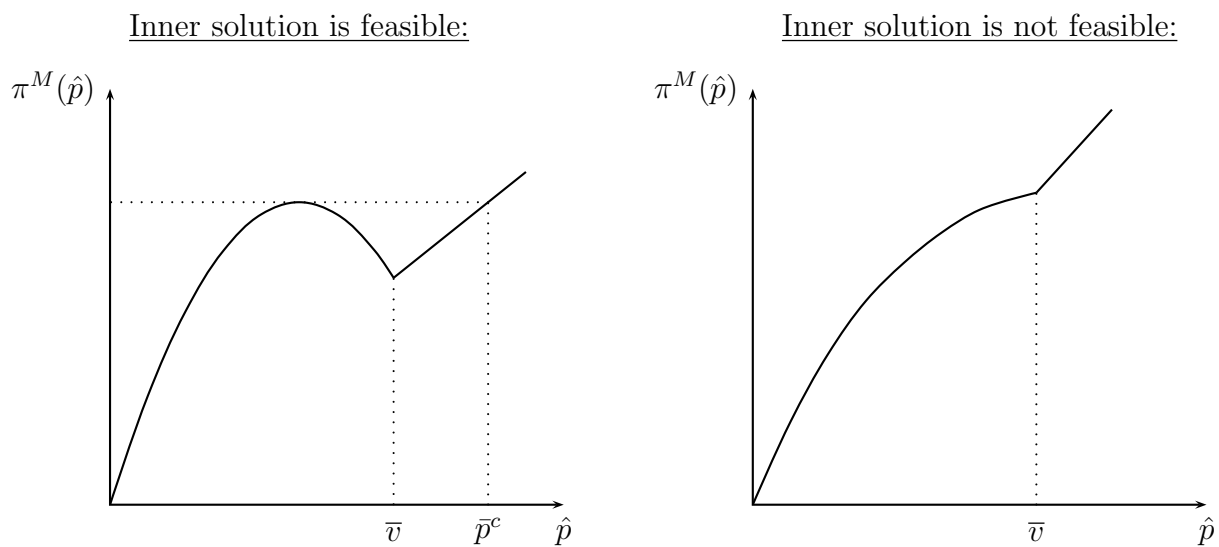 Inner solution is feasible:
π^M(p̂)
v̅
p̅^c
p̂
Inner solution is not feasible:
π^M(p̂)
v̅
p̂